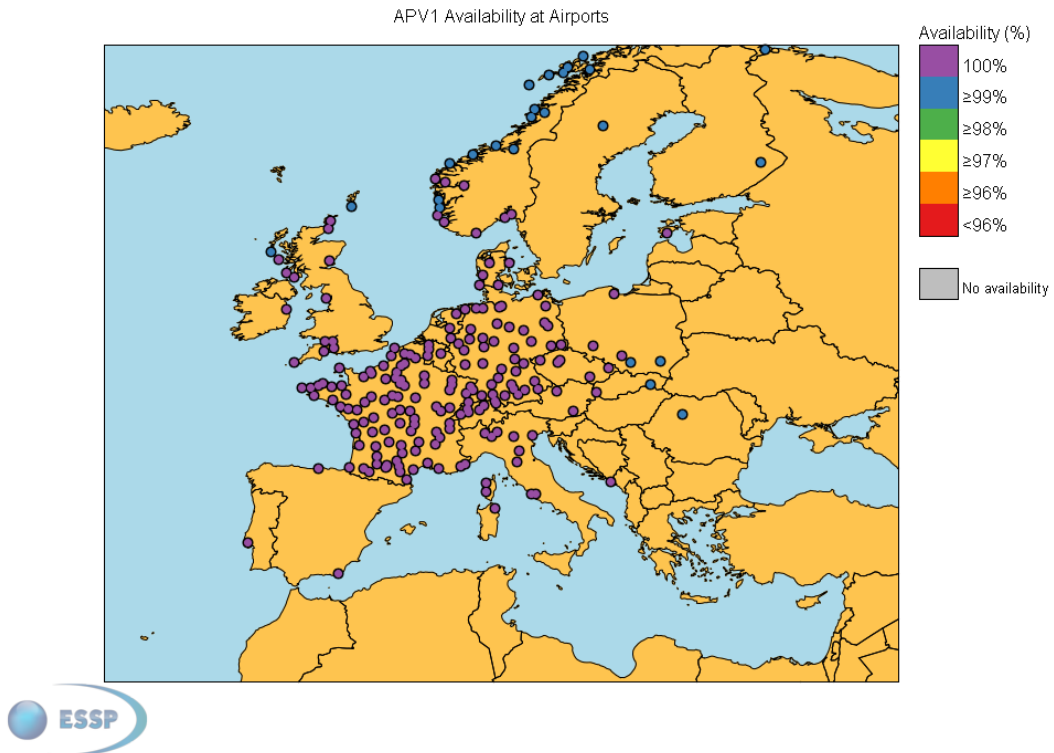 APV1 Availability at Airports
Availability (%)
100%
≥99%
≥98%
≥97%
≥96%
<96%
No availability
ESSP